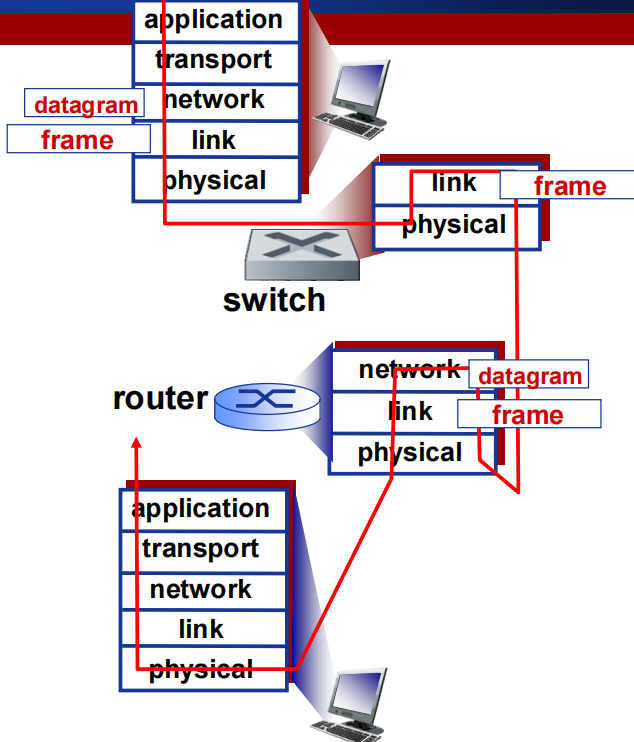 application
transport
datagram
network
frame
link
physical
link
frame
physical
switch
network
datagram
router
link
frame
physical
application
transport
network
link
physical